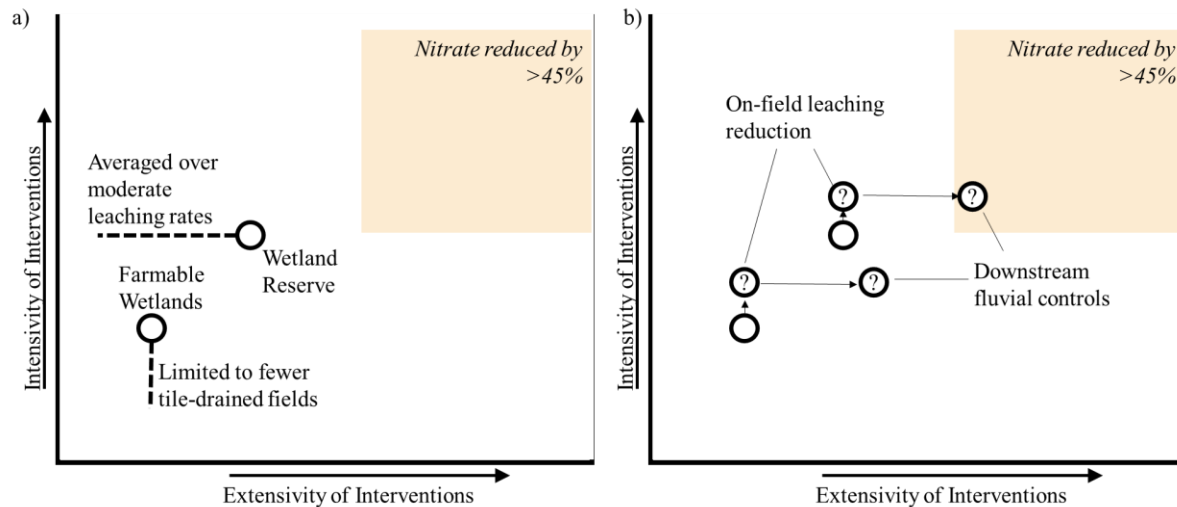 a)
Nitrate reduced by
>45%
Averaged over
moderate
leaching rates
Wetland
Reserve
Farmable
Wetlands
Limited to fewer
tile-drained fields
Intensivity of Interventions
Extensivity of Interventions
b)
Nitrate reduced by
>45%
On-field leaching
reduction
?
?
?
?
Downstream
fluvial controls
Intensivity of Interventions
Extensivity of Interventions